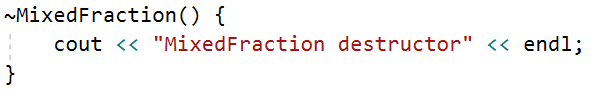 ~MixedFraction() {
    cout << "MixedFraction destructor" << endl;
}